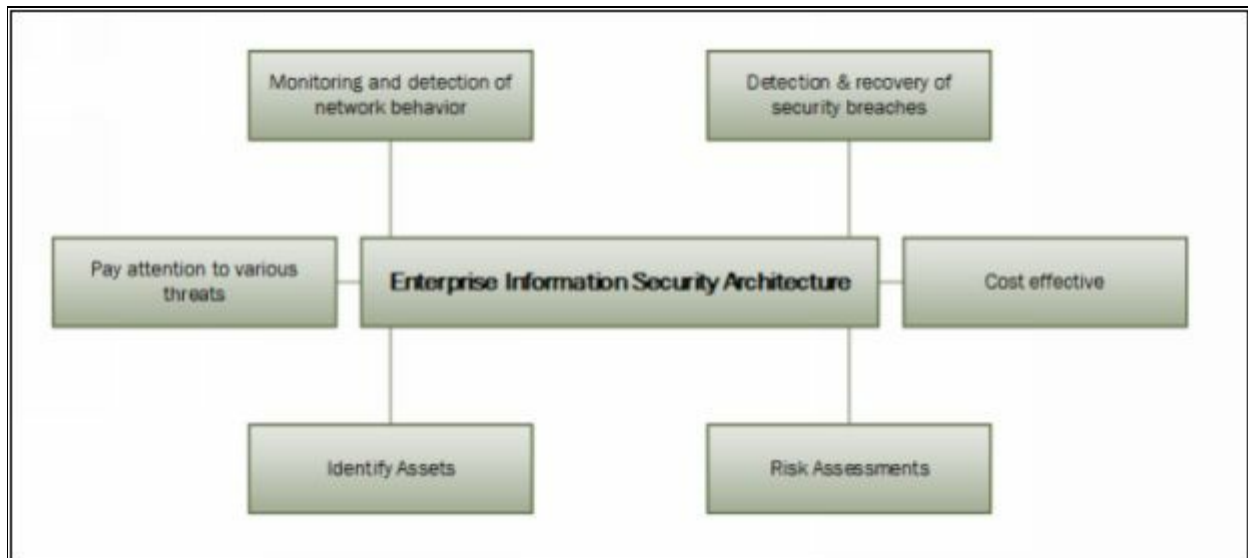 Monitoring and detection of
network behavior
Detection & recovery of
security breaches
Pay attention to various
threats
Enterprise Information Security Architecture
Cost effective
Identify Assets
Risk Assessments